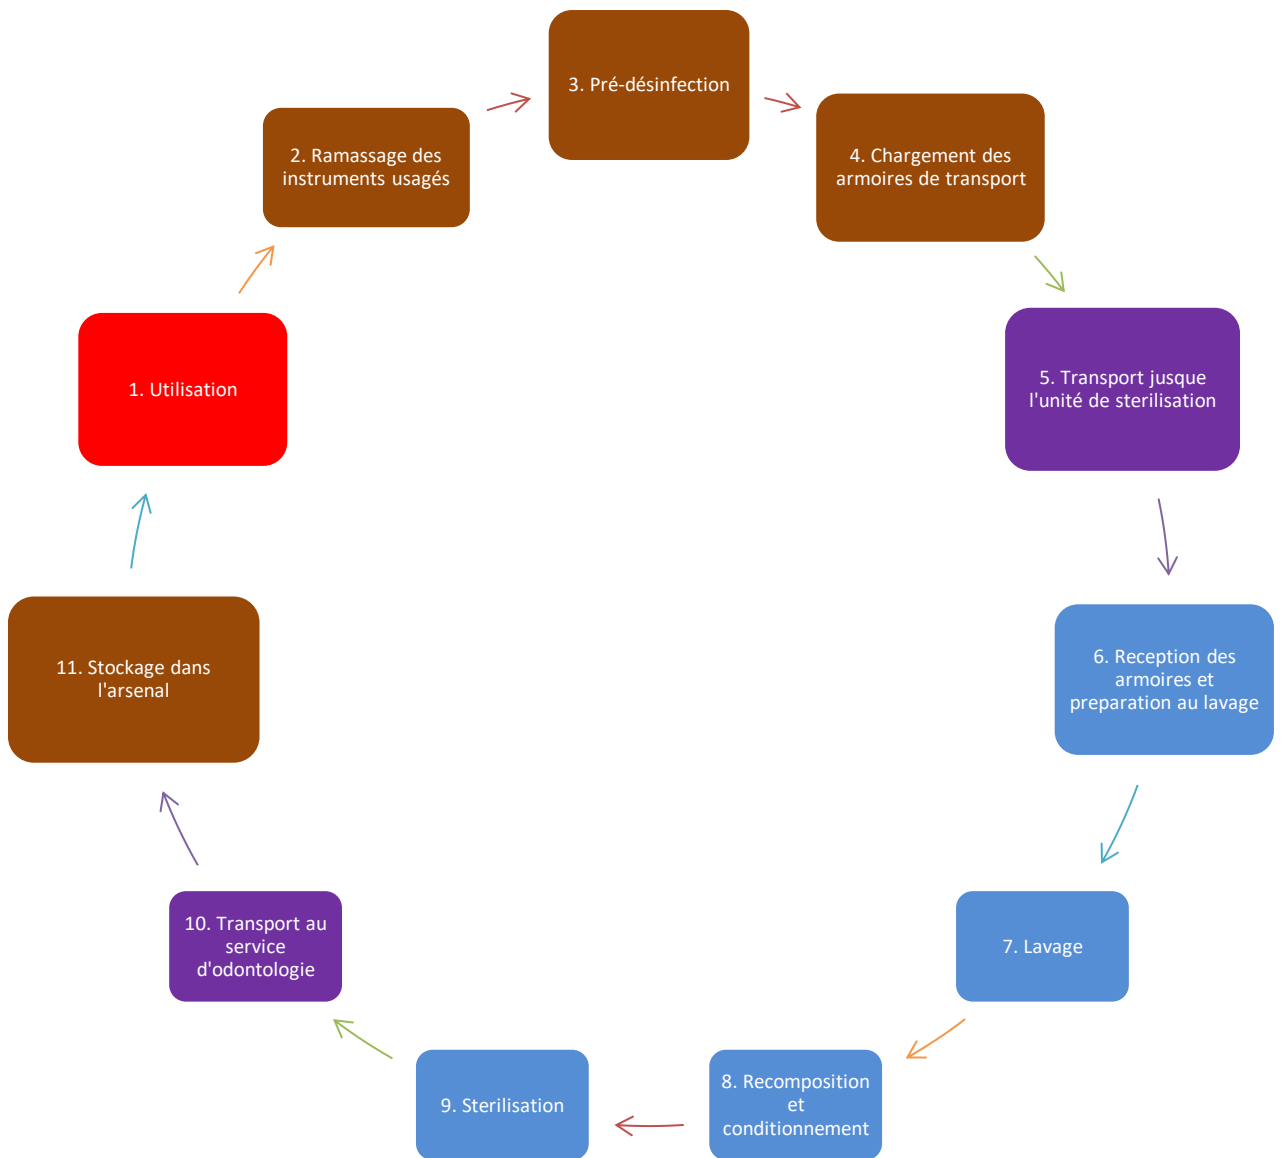 3. Pré-désinfection
2. Ramassage des
instruments usagés
4. Chargement des
armoires de transport
1. Utilisation
5. Transport jusque
l'unité de sterilisation
11. Stockage dans
l'arsenal
6. Reception des
armoires et
preparation au lavage
10. Transport au
service
d'odontologie
7. Lavage
9. Sterilisation
8. Recomposition
et
conditionnement